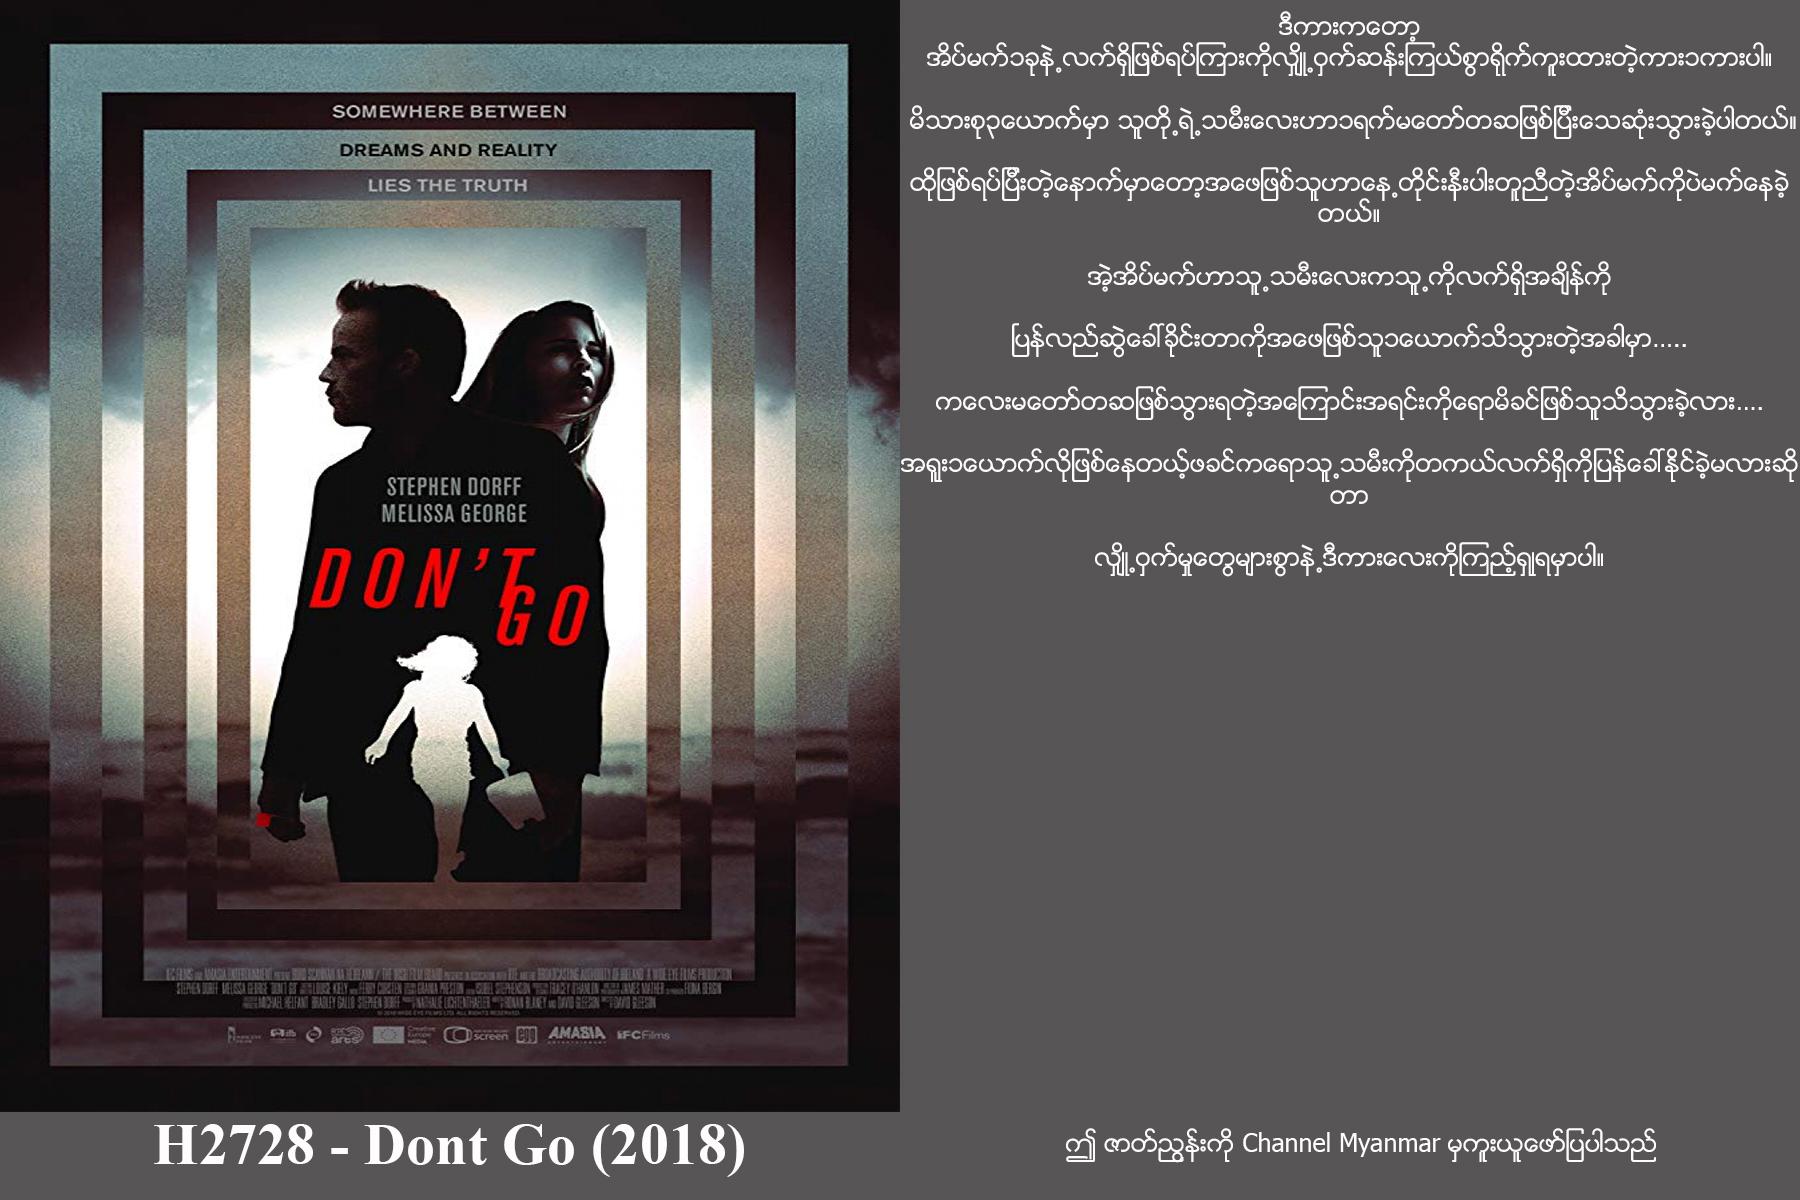 SOMEWHERE BETWEEN
DREAMS AND REALITY
LIES THE TRUTH
STEPHEN DORFF
MELISSA GEORGE
DON'T
GO
AMASIA
IFC Films
H2728 - Dont Go (2018)
ဒီကားကတော့
အိပ်မက်၁ခုနဲ့လက်ရှိဖြစ်ရပ်ကြားကိုလျှို့ဝှက်ဆန်းကြယ်စွာရိုက်ကူးထားတဲ့ကား၁ကားပါ။
မိသားစု၃ယောက်မှာ သူတို့ရဲ့သမီးလေးဟာ၁ရက်မတော်တဆဖြစ်ပြီးသေဆုံးသွားခဲ့ပါတယ်။
ထိုဖြစ်ရပ်ပြီးတဲ့နောက်မှာတော့အဖေဖြစ်သူဟာနေ့တိုင်းနီးပါးတူညီတဲ့အိပ်မက်ကိုပဲမက်နေခဲ့
တယ်။
အဲ့အိပ်မက်ဟာသူ့သမီးလေးကသူ့ကိုလက်ရှိအချိန်ကို
ပြန်လည်ဆွဲခေါ်ခိုင်းတာကိုအဖေဖြစ်သူ၁ယောက်သိသွားတဲ့အခါမှာ.....
ကလေးမတော်တဆဖြစ်သွားရတဲ့အကြောင်းအရင်းကိုရောမိခင်ဖြစ်သူသိသွားခဲ့လား....
အရူး၁ယောက်လိုဖြစ်နေတယ့်ဖခင်ကရောသူ့သမီးကိုတကယ်လက်ရှိကိုပြန်ခေါ်နိုင်ခဲ့မလားဆို
တာ
လျှို့ဝှက်မှုတွေများစွာနဲ့ဒီကားလေးကိုကြည့်ရှုရမှာပါ။
ဤ ဇာတ်ညွှန်းကို Channel Myanmar မှကူးယူဖော်ပြပါသည်